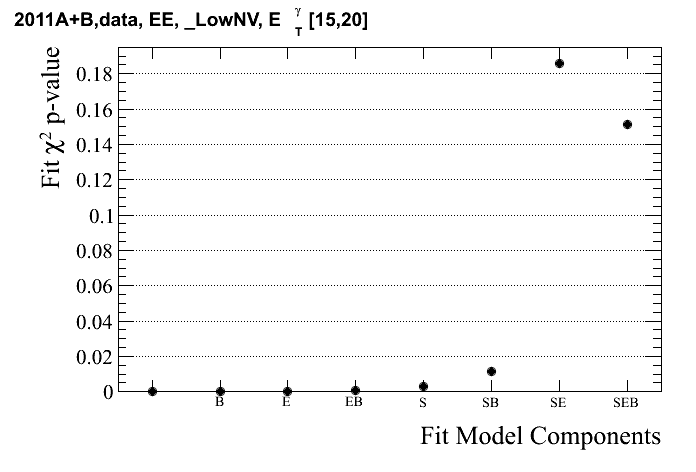 2011A+B,data, EE, _LowNV, E γ T [15,20]
Fit χ² p-value
0.18
0.16
0.14
0.12
0.1
0.08
0.06
0.04
0.02
0
B E EB S SB SE SEB
Fit Model Components